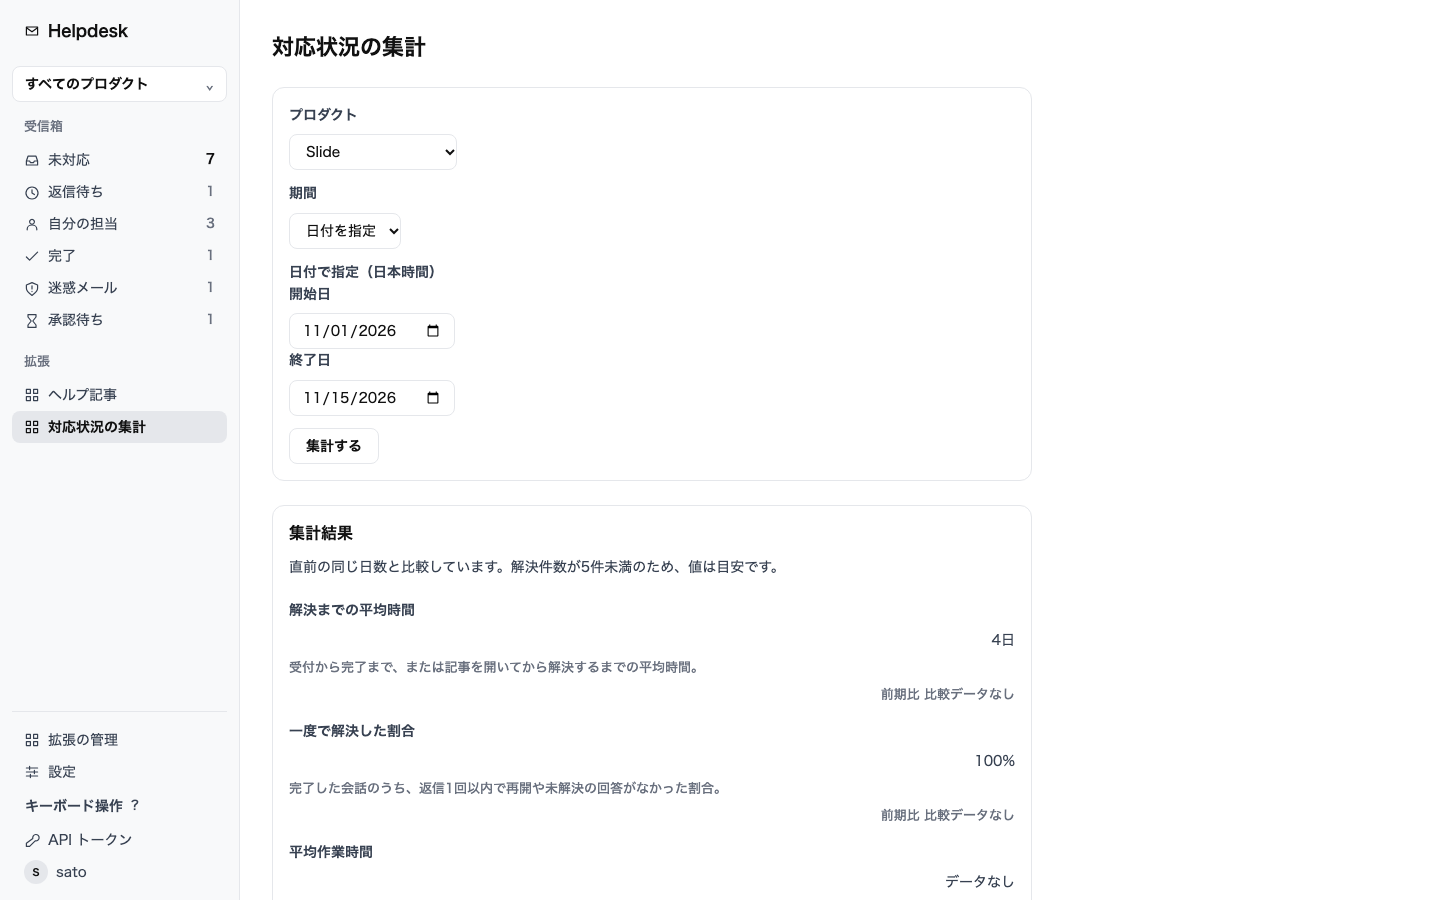 Helpdesk
すべてのプロダクト
受信箱
未対応 7
返信待ち 1
自分の担当 3
完了 1
迷惑メール 1
承認待ち 1
拡張
ヘルプ記事
対応状況の集計
拡張の管理
設定
キーボード操作 ?
API トークン
S sato
対応状況の集計
プロダクト
Slide
期間
日付を指定
日付で指定（日本時間）
開始日
11/01/2026
終了日
11/15/2026
集計する
集計結果
直前の同じ日数と比較しています。解決件数が5件未満のため、値は目安です。
解決までの平均時間
4日
受付から完了まで、または記事を開いてから解決するまでの平均時間。
前期比 比較データなし
一度で解決した割合
100%
完了した会話のうち、返信1回以内で再開や未解決の回答がなかった割合。
前期比 比較データなし
平均作業時間
データなし